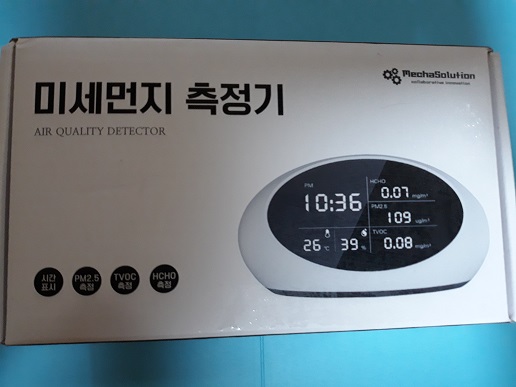 MechaSolution
collaborative innovation
미세먼지 측정기
AIR QUALITY DETECTOR
PM
10:36
HCHO
0.07 mg/m³
PM2.5
109 ug/m³
26 ℃
39 %
TVOC
0.08 mg/m³
시간
표시
PM2.5
측정
TVOC
측정
HCHO
측정